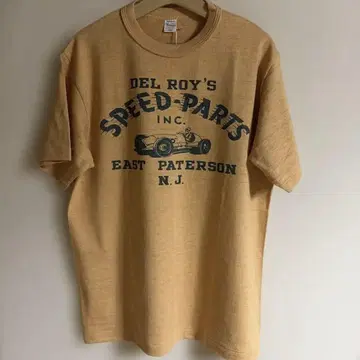 DEL ROY'S
SPEED-PARTS
INC.
EAST PATERSON
N.J.